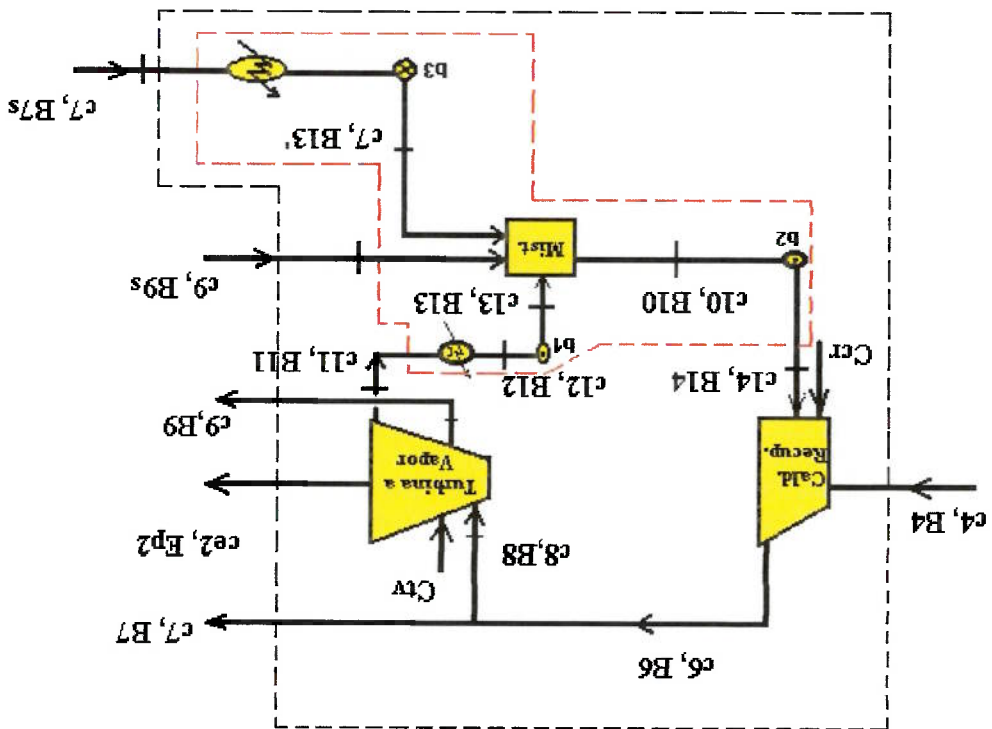 c6, B6
c7, B7
Ctv
c8,B8
ce2, Ep2
c4, B4
Cald.
Recup.
Turbina a
Vapor
c9,B9
c14, B14
c12, B12
c11, B11
Ccr
b1
c10, B10
c13, B13
c9, B9s
b2
Mist.
c7, B13'
b3
c7, B7s